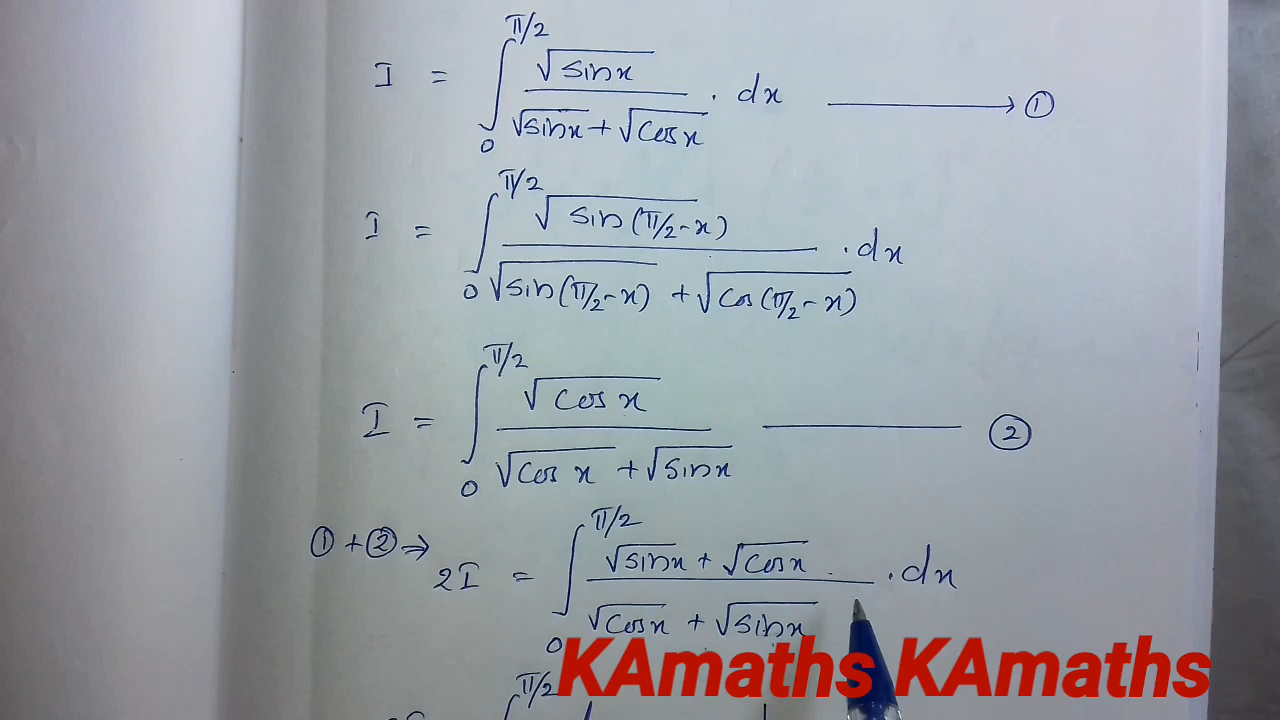 I = ∫₀^π/2 √sinx / (√sinx + √cosx) . dx ⟶ ①
I = ∫₀^π/2 √sin(π/2-x) / (√sin(π/2-x) + √cos(π/2-x)) . dx
I = ∫₀^π/2 √cos x / (√cos x + √sinx) — ②
① + ② ⇒ 2I = ∫₀^π/2 (√sinx + √cosx) / (√cosx + √sinx) . dx
KAmaths KAmaths
π/2